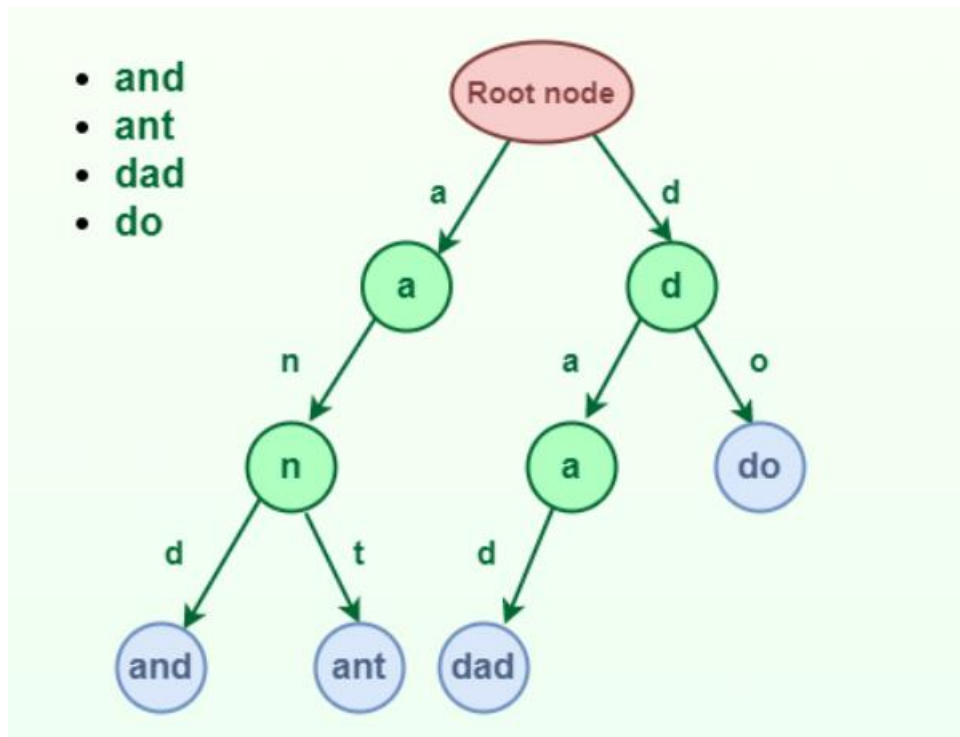 • and
• ant
• dad
• do
Root node
a
d
a
d
n
a
o
n
a
do
d
t
d
and
ant
dad